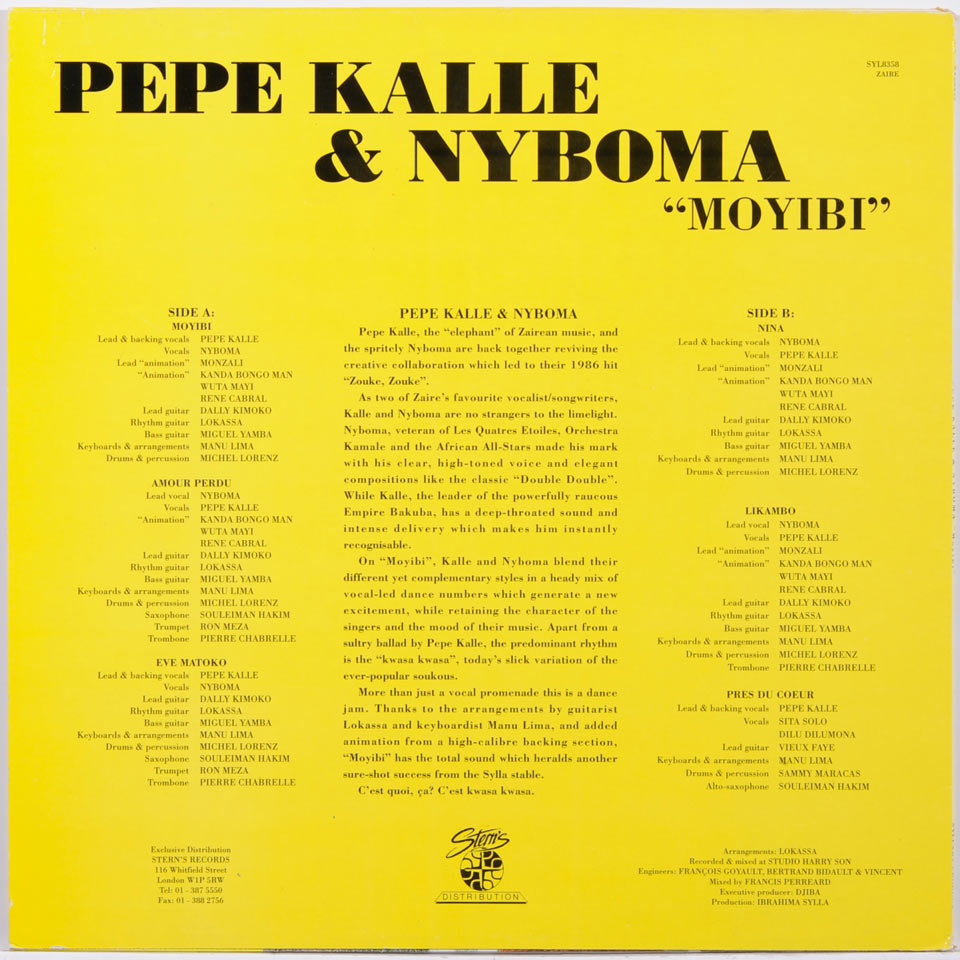 SYL8358
ZAIRE
PEPE KALLE
& NYBOMA
“MOYIBI”
SIDE A:
MOYIBI
Lead & backing vocals PEPE KALLE
Vocals NYBOMA
Lead “animation” MONZALI
“Animation” KANDA BONGO MAN
WUTA MAYI
RENE CABRAL
Lead guitar DALLY KIMOKO
Rhythm guitar LOKASSA
Bass guitar MIGUEL YAMBA
Keyboards & arrangements MANU LIMA
Drums & percussion MICHEL LORENZ
AMOUR PERDU
Lead vocal NYBOMA
Vocals PEPE KALLE
“Animation” KANDA BONGO MAN
WUTA MAYI
RENE CABRAL
Lead guitar DALLY KIMOKO
Rhythm guitar LOKASSA
Bass guitar MIGUEL YAMBA
Keyboards & arrangements MANU LIMA
Drums & percussion MICHEL LORENZ
Saxophone SOULEIMAN HAKIM
Trumpet RON MEZA
Trombone PIERRE CHABRELLE
EVE MATOKO
Lead & backing vocals PEPE KALLE
Vocals NYBOMA
Lead guitar DALLY KIMOKO
Rhythm guitar LOKASSA
Bass guitar MIGUEL YAMBA
Keyboards & arrangements MANU LIMA
Drums & percussion MICHEL LORENZ
Saxophone SOULEIMAN HAKIM
Trumpet RON MEZA
Trombone PIERRE CHABRELLE
PEPE KALLE & NYBOMA
Pepe Kalle, the “elephant” of Zairean music, and
the spritely Nyboma are back together reviving the
creative collaboration which led to their 1986 hit
“Zouke, Zouke”.
As two of Zaire’s favourite vocalist/songwriters,
Kalle and Nyboma are no strangers to the limelight.
Nyboma, veteran of Les Quatres Etoiles, Orchestra
Kamale and the African All-Stars made his mark
with his clear, high-toned voice and elegant
compositions like the classic “Double Double”.
While Kalle, the leader of the powerfully raucous
Empire Bakuba, has a deep-throated sound and
intense delivery which makes him instantly
recognisable.
On “Moyibi”, Kalle and Nyboma blend their
different yet complementary styles in a heady mix of
vocal-led dance numbers which generate a new
excitement, while retaining the character of the
singers and the mood of their music. Apart from a
sultry ballad by Pepe Kalle, the predominant rhythm
is the “kwasa kwasa”, today’s slick variation of the
ever-popular soukous.
More than just a vocal promenade this is a dance
jam. Thanks to the arrangements by guitarist
Lokassa and keyboardist Manu Lima, and added
animation from a high-calibre backing section,
“Moyibi” has the total sound which heralds another
sure-shot success from the Sylla stable.
C’est quoi, ça? C’est kwasa kwasa.
SIDE B:
NINA
Lead & backing vocals NYBOMA
Vocals PEPE KALLE
Lead “animation” MONZALI
“Animation” KANDA BONGO MAN
WUTA MAYI
RENE CABRAL
Lead guitar DALLY KIMOKO
Rhythm guitar LOKASSA
Bass guitar MIGUEL YAMBA
Keyboards & arrangements MANU LIMA
Drums & percussion MICHEL LORENZ
LIKAMBO
Lead vocal NYBOMA
Vocals PEPE KALLE
Lead “animation” MONZALI
“Animation” KANDA BONGO MAN
WUTA MAYI
RENE CABRAL
Lead guitar DALLY KIMOKO
Rhythm guitar LOKASSA
Bass guitar MIGUEL YAMBA
Keyboards & arrangements MANU LIMA
Drums & percussion MICHEL LORENZ
Trombone PIERRE CHABRELLE
PRES DU COEUR
Lead & backing vocals PEPE KALLE
Vocals SITA SOLO
DILU DILUMONA
Lead guitar VIEUX FAYE
Keyboards & arrangements MANU LIMA
Drums & percussion SAMMY MARACAS
Alto-saxophone SOULEIMAN HAKIM
Exclusive Distribution
STERN’S RECORDS
116 Whitfield Street
London W1P 5RW
Tel: 01 - 387 5550
Fax: 01 - 388 2756
Stern’s
DISTRIBUTION
Arrangements: LOKASSA
Recorded & mixed at STUDIO HARRY SON
Engineers: FRANÇOIS GOYAULT, BERTRAND BIDAULT & VINCENT
Mixed by FRANCIS PERREARD
Executive producer: DJIBA
Production: IBRAHIMA SYLLA